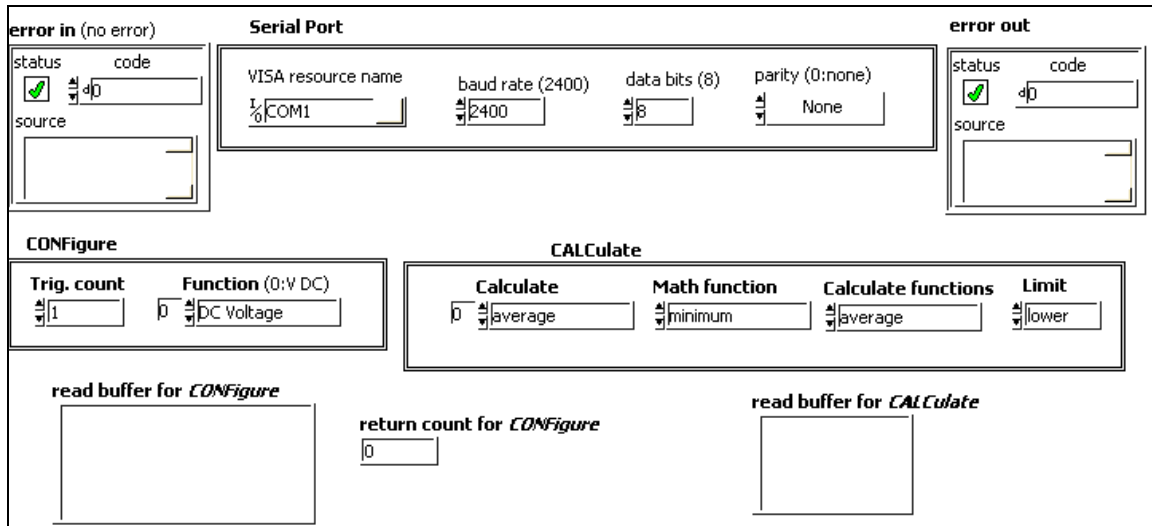 error in (no error)
status code
0
source
Serial Port
VISA resource name
COM1
baud rate (2400)
2400
data bits (8)
8
parity (0:none)
None
error out
status code
0
source
CONFigure
Trig. count
1
Function (0:V DC)
0 DC Voltage
CALCulate
Calculate
0 average
Math function
minimum
Calculate functions
average
Limit
lower
read buffer for CONFigure
return count for CONFigure
0
read buffer for CALCulate